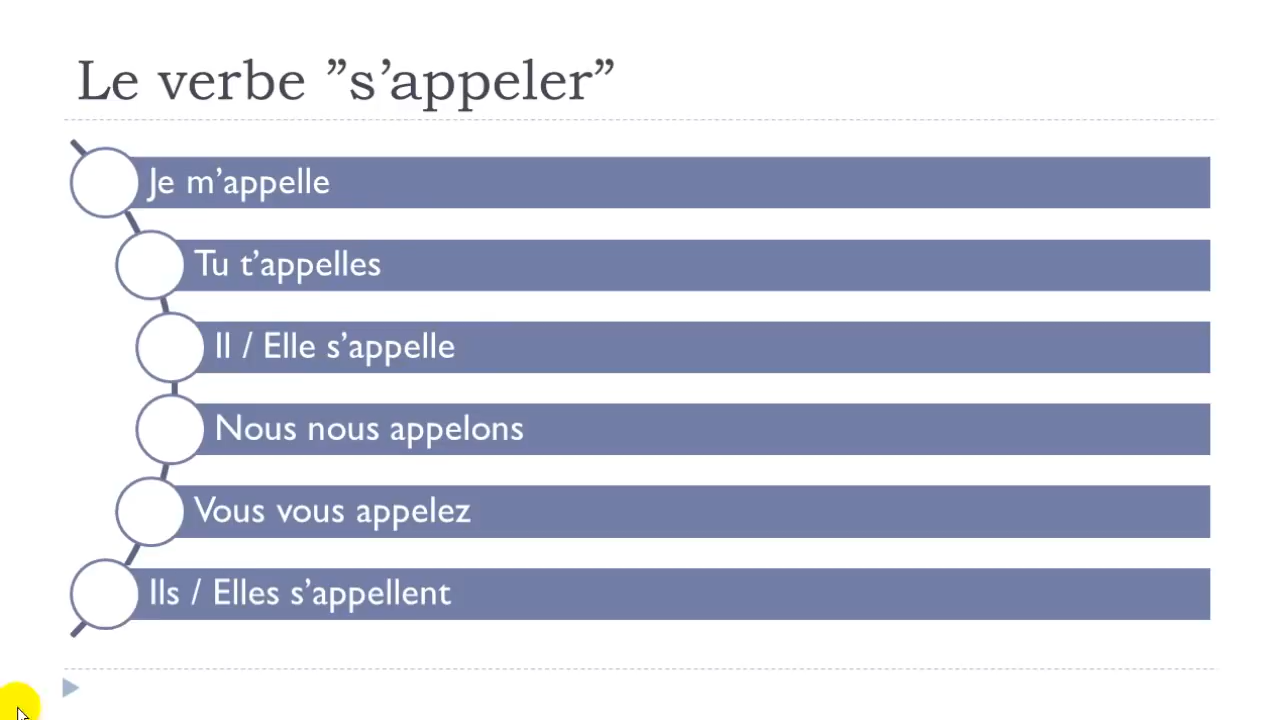 Le verbe ”s’appeler”
Je m’appelle
Tu t’appelles
Il / Elle s’appelle
Nous nous appelons
Vous vous appelez
Ils / Elles s’appellent